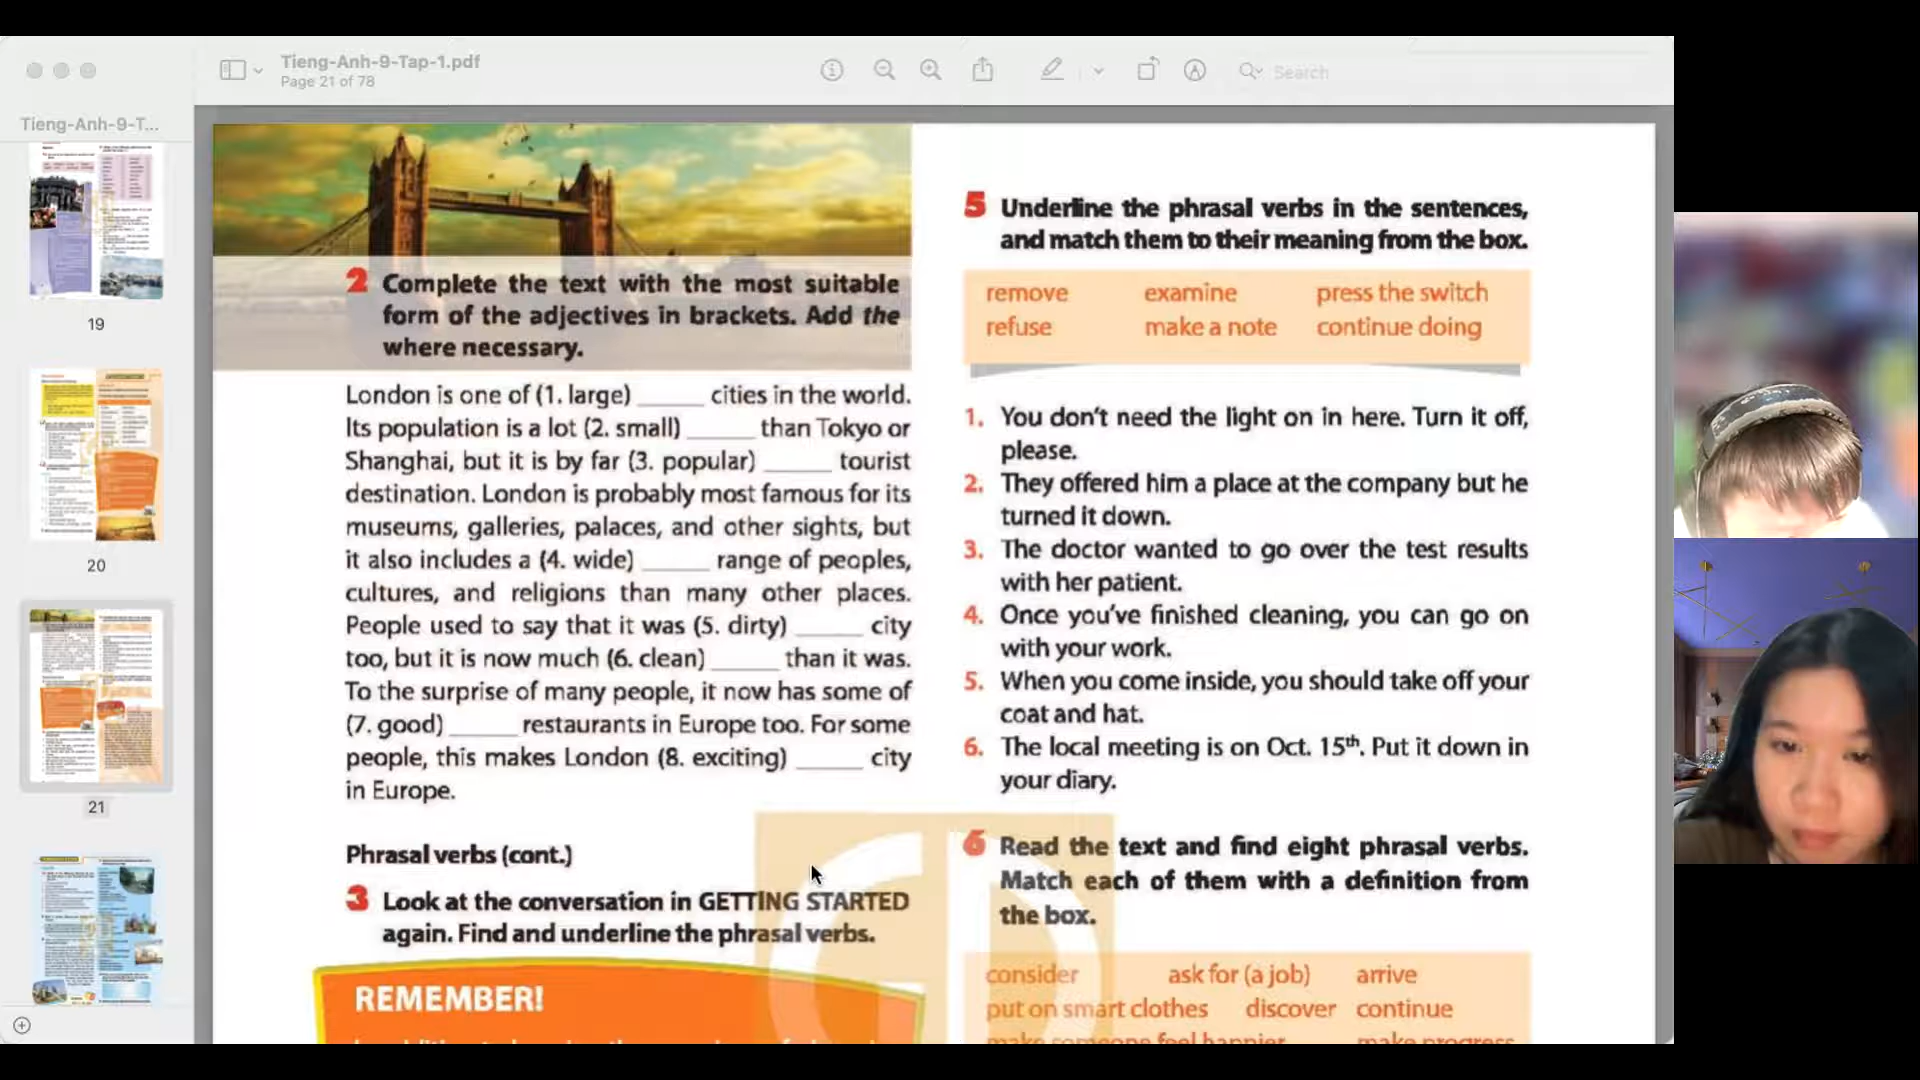 Tieng-Anh-9-Tap-1.pdf
Page 21 of 78
Search
Tieng-Anh-9-T...
19
20
21
2 Complete the text with the most suitable
form of the adjectives in brackets. Add the
where necessary.
London is one of (1. large) _____ cities in the world.
Its population is a lot (2. small) _____ than Tokyo or
Shanghai, but it is by far (3. popular) _____ tourist
destination. London is probably most famous for its
museums, galleries, palaces, and other sights, but
it also includes a (4. wide) _____ range of peoples,
cultures, and religions than many other places.
People used to say that it was (5. dirty) _____ city
too, but it is now much (6. clean) _____ than it was.
To the surprise of many people, it now has some of
(7. good) _____ restaurants in Europe too. For some
people, this makes London (8. exciting) _____ city
in Europe.
Phrasal verbs (cont.)
3 Look at the conversation in GETTING STARTED
again. Find and underline the phrasal verbs.
REMEMBER!
5 Underline the phrasal verbs in the sentences,
and match them to their meaning from the box.
remove examine press the switch
refuse make a note continue doing
1. You don't need the light on in here. Turn it off,
please.
2. They offered him a place at the company but he
turned it down.
3. The doctor wanted to go over the test results
with her patient.
4. Once you've finished cleaning, you can go on
with your work.
5. When you come inside, you should take off your
coat and hat.
6. The local meeting is on Oct. 15th. Put it down in
your diary.
6 Read the text and find eight phrasal verbs.
Match each of them with a definition from
the box.
consider ask for (a job) arrive
put on smart clothes discover continue
make someone feel happier make progress